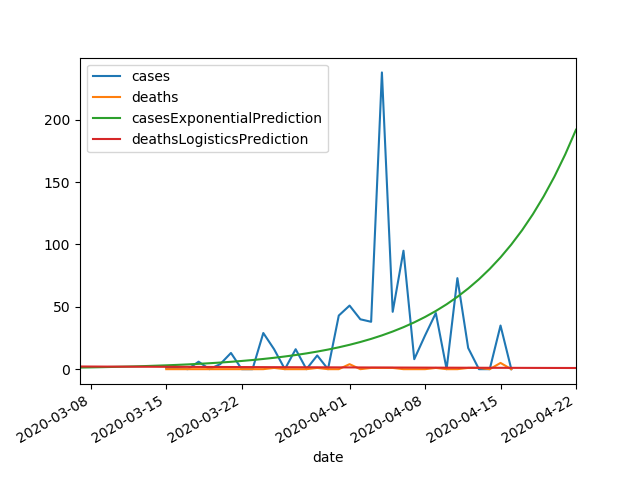 cases
deaths
casesExponentialPrediction
deathsLogisticsPrediction
200
150
100
50
0
2020-03-08
2020-03-15
2020-03-22
2020-04-01
2020-04-08
2020-04-15
2020-04-22
date